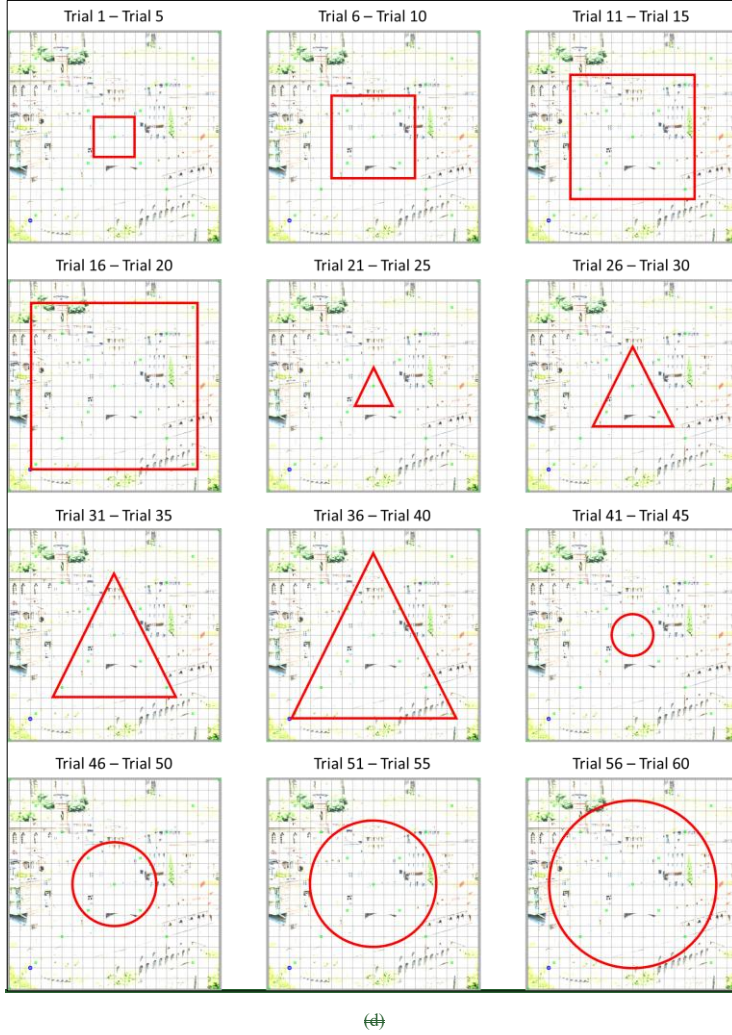 Trial 1 – Trial 5
Trial 6 – Trial 10
Trial 11 – Trial 15
Trial 16 – Trial 20
Trial 21 – Trial 25
Trial 26 – Trial 30
Trial 31 – Trial 35
Trial 36 – Trial 40
Trial 41 – Trial 45
Trial 46 – Trial 50
Trial 51 – Trial 55
Trial 56 – Trial 60
(d)